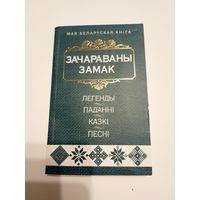 МАЯ БЕЛАРУСКАЯ КНІГА
ЗАЧАРАВАНЫ
ЗАМАК
ЛЕГЕНДЫ
ПАДАННІ
КАЗКІ
ПЕСНІ